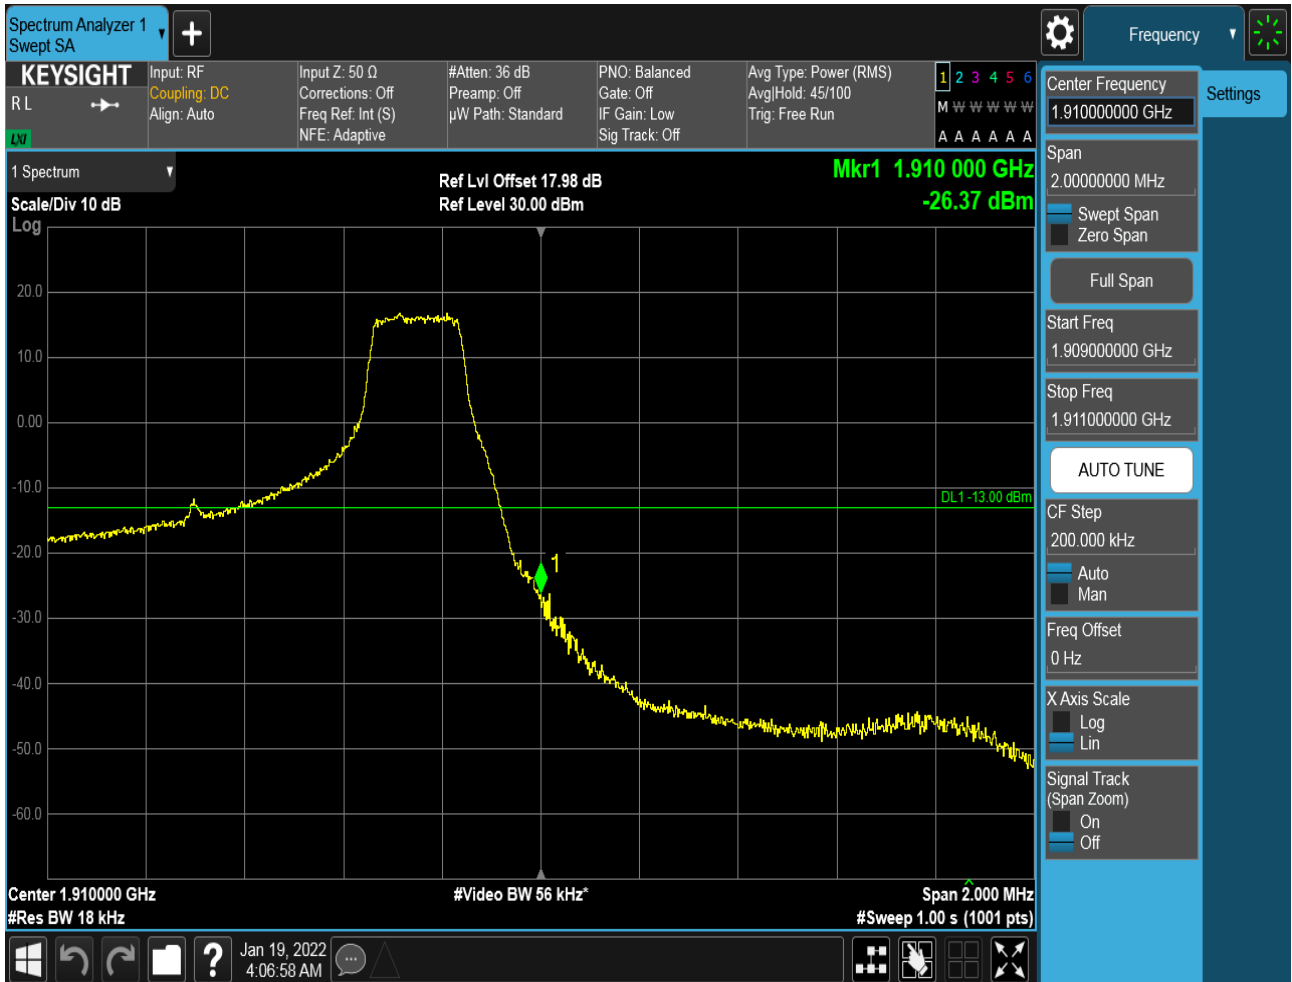 Spectrum Analyzer 1
Swept SA
+
Frequency
KEYSIGHT
R L
LXI
Input: RF
Coupling: DC
Align: Auto
Input Z: 50 Ω
Corrections: Off
Freq Ref: Int (S)
NFE: Adaptive
#Atten: 36 dB
Preamp: Off
µW Path: Standard
PNO: Balanced
Gate: Off
IF Gain: Low
Sig Track: Off
Avg Type: Power (RMS)
Avg|Hold: 45/100
Trig: Free Run
1 2 3 4 5 6
M W W W W W
A A A A A A
1 Spectrum
Scale/Div 10 dB
Log
Ref Lvl Offset 17.98 dB
Ref Level 30.00 dBm
Mkr1 1.910 000 GHz
-26.37 dBm
20.0
10.0
0.00
-10.0
-20.0
-30.0
-40.0
-50.0
-60.0
DL1 -13.00 dBm
1
Center 1.910000 GHz
#Res BW 18 kHz
#Video BW 56 kHz*
Span 2.000 MHz
#Sweep 1.00 s (1001 pts)
Center Frequency
1.910000000 GHz
Settings
Span
2.00000000 MHz
Swept Span
Zero Span
Full Span
Start Freq
1.909000000 GHz
Stop Freq
1.911000000 GHz
AUTO TUNE
CF Step
200.000 kHz
Auto
Man
Freq Offset
0 Hz
X Axis Scale
Log
Lin
Signal Track
(Span Zoom)
On
Off
?
Jan 19, 2022
4:06:58 AM